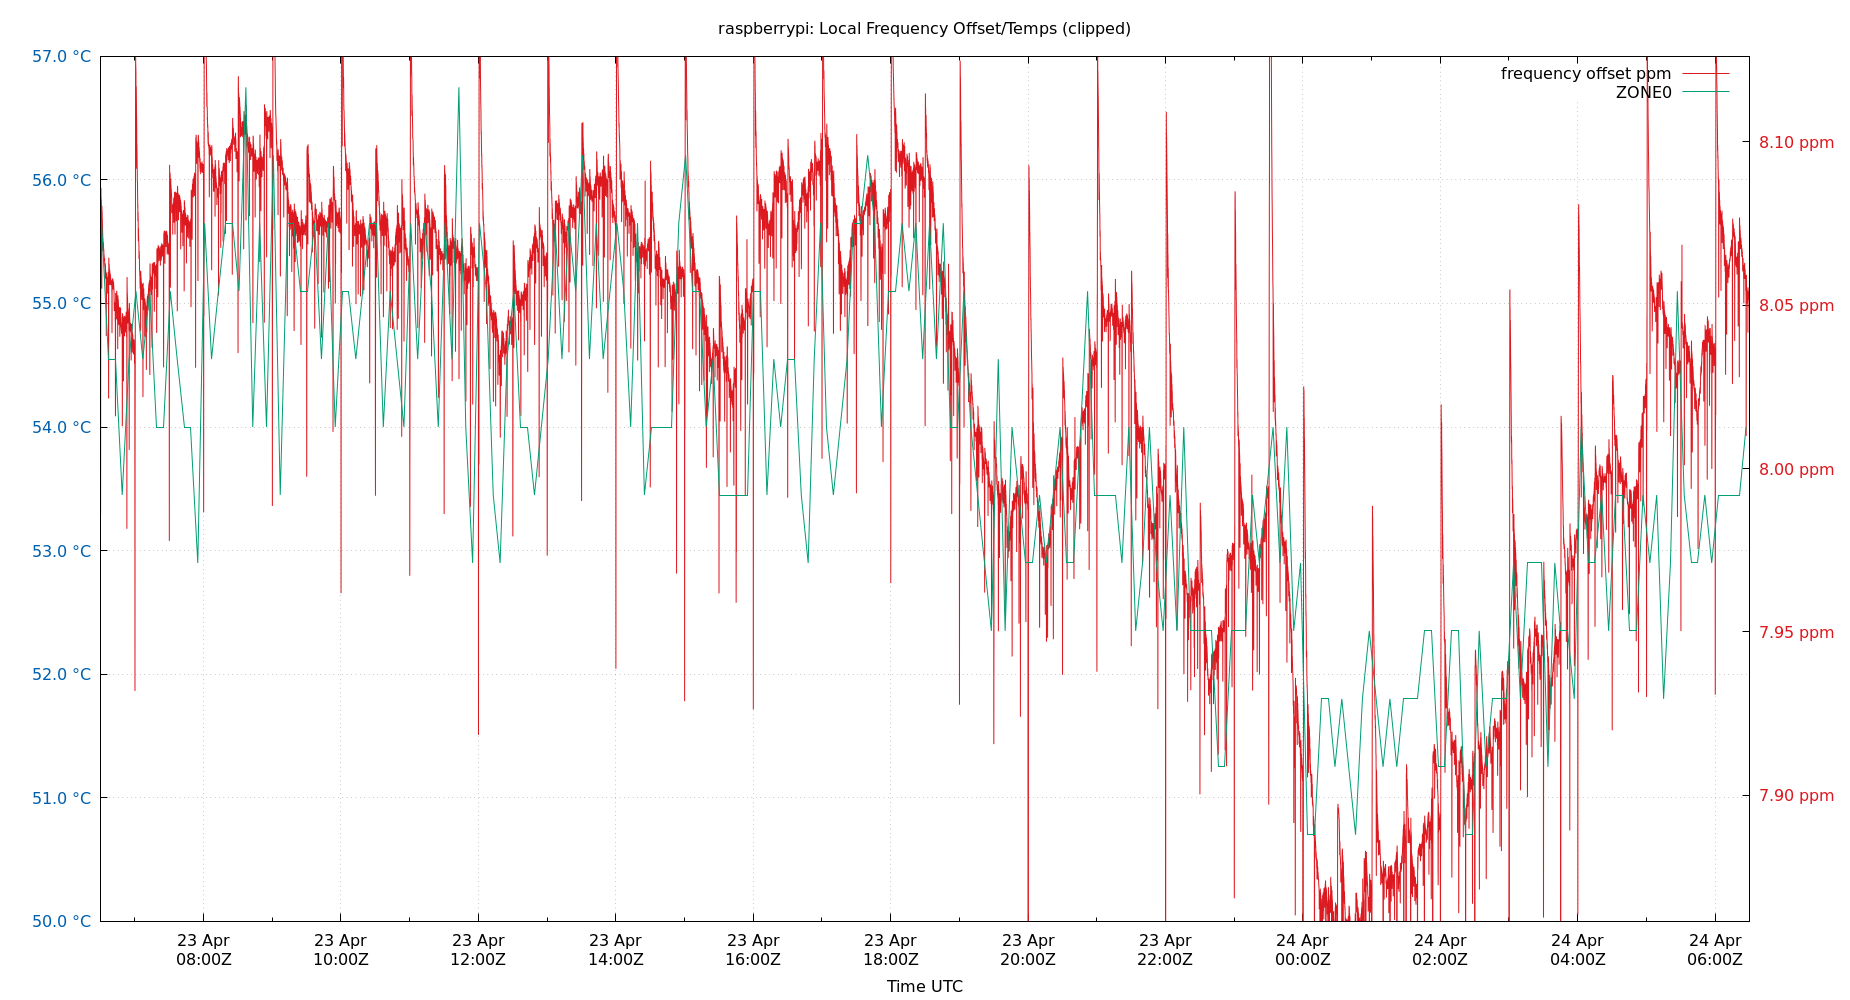 raspberrypi: Local Frequency Offset/Temps (clipped)
57.0 °C
56.0 °C
55.0 °C
54.0 °C
53.0 °C
52.0 °C
51.0 °C
50.0 °C
frequency offset ppm
ZONE0
8.10 ppm
8.05 ppm
8.00 ppm
7.95 ppm
7.90 ppm
23 Apr
08:00Z
23 Apr
10:00Z
23 Apr
12:00Z
23 Apr
14:00Z
23 Apr
16:00Z
23 Apr
18:00Z
23 Apr
20:00Z
23 Apr
22:00Z
24 Apr
00:00Z
24 Apr
02:00Z
24 Apr
04:00Z
24 Apr
06:00Z
Time UTC